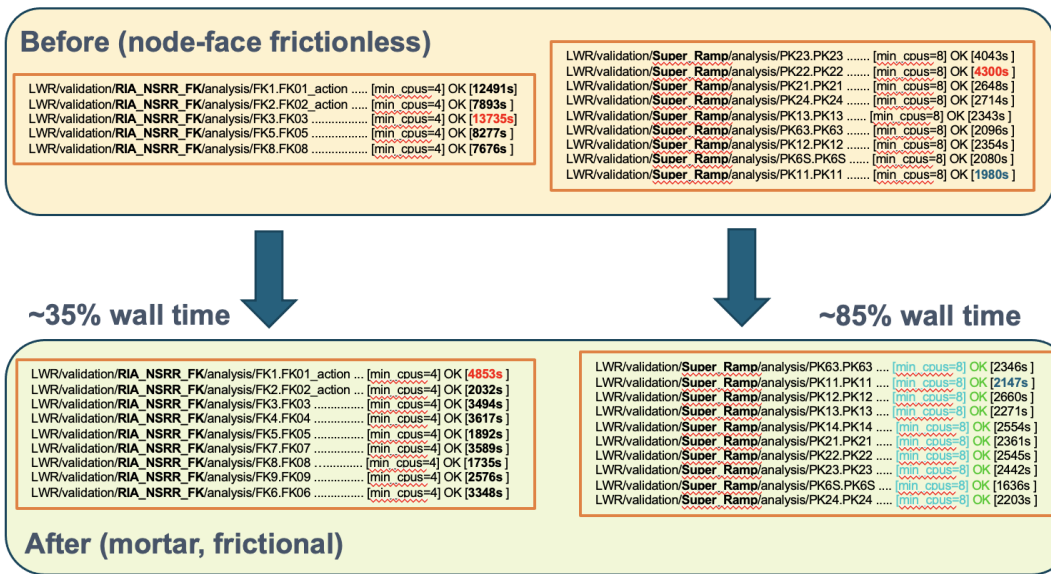 Before (node-face frictionless)
LWR/validation/RIA_NSRR_FK/analysis/FK1.FK01_action ..... [min_cpus=4] OK [12491s]
LWR/validation/RIA_NSRR_FK/analysis/FK2.FK02_action ..... [min_cpus=4] OK [7893s ]
LWR/validation/RIA_NSRR_FK/analysis/FK3.FK03 ................ [min_cpus=4] OK [13735s]
LWR/validation/RIA_NSRR_FK/analysis/FK5.FK05 ................ [min_cpus=4] OK [8277s ]
LWR/validation/RIA_NSRR_FK/analysis/FK8.FK08 ................ [min_cpus=4] OK [7676s ]
LWR/validation/Super_Ramp/analysis/PK23.PK23 ....... [min_cpus=8] OK [4043s ]
LWR/validation/Super_Ramp/analysis/PK22.PK22 ....... [min_cpus=8] OK [4300s ]
LWR/validation/Super_Ramp/analysis/PK21.PK21 ....... [min_cpus=8] OK [2648s ]
LWR/validation/Super_Ramp/analysis/PK24.PK24 ....... [min_cpus=8] OK [2714s ]
LWR/validation/Super_Ramp/analysis/PK13.PK13 ....... [min_cpus=8] OK [2343s ]
LWR/validation/Super_Ramp/analysis/PK63.PK63 ....... [min_cpus=8] OK [2096s ]
LWR/validation/Super_Ramp/analysis/PK12.PK12 ....... [min_cpus=8] OK [2354s ]
LWR/validation/Super_Ramp/analysis/PK6S.PK6S ....... [min_cpus=8] OK [2080s ]
LWR/validation/Super_Ramp/analysis/PK11.PK11 ....... [min_cpus=8] OK [1980s ]
~35% wall time
~85% wall time
LWR/validation/RIA_NSRR_FK/analysis/FK1.FK01_action ... [min_cpus=4] OK [4853s ]
LWR/validation/RIA_NSRR_FK/analysis/FK2.FK02_action ... [min_cpus=4] OK [2032s ]
LWR/validation/RIA_NSRR_FK/analysis/FK3.FK03 .............. [min_cpus=4] OK [3494s ]
LWR/validation/RIA_NSRR_FK/analysis/FK4.FK04 .............. [min_cpus=4] OK [3617s ]
LWR/validation/RIA_NSRR_FK/analysis/FK5.FK05 .............. [min_cpus=4] OK [1892s ]
LWR/validation/RIA_NSRR_FK/analysis/FK7.FK07 .............. [min_cpus=4] OK [3589s ]
LWR/validation/RIA_NSRR_FK/analysis/FK8.FK08 .............. [min_cpus=4] OK [1735s ]
LWR/validation/RIA_NSRR_FK/analysis/FK9.FK09 .............. [min_cpus=4] OK [2576s ]
LWR/validation/RIA_NSRR_FK/analysis/FK6.FK06 .............. [min_cpus=4] OK [3348s ]
LWR/validation/Super_Ramp/analysis/PK63.PK63 .... [min_cpus=8] OK [2346s ]
LWR/validation/Super_Ramp/analysis/PK11.PK11 .... [min_cpus=8] OK [2147s ]
LWR/validation/Super_Ramp/analysis/PK12.PK12 .... [min_cpus=8] OK [2660s ]
LWR/validation/Super_Ramp/analysis/PK13.PK13 .... [min_cpus=8] OK [2271s ]
LWR/validation/Super_Ramp/analysis/PK14.PK14 .... [min_cpus=8] OK [2554s ]
LWR/validation/Super_Ramp/analysis/PK21.PK21 .... [min_cpus=8] OK [2361s ]
LWR/validation/Super_Ramp/analysis/PK22.PK22 .... [min_cpus=8] OK [2545s ]
LWR/validation/Super_Ramp/analysis/PK23.PK23 .... [min_cpus=8] OK [2442s ]
LWR/validation/Super_Ramp/analysis/PK6S.PK6S .... [min_cpus=8] OK [1636s ]
LWR/validation/Super_Ramp/analysis/PK24.PK24 .... [min_cpus=8] OK [2203s ]
After (mortar, frictional)